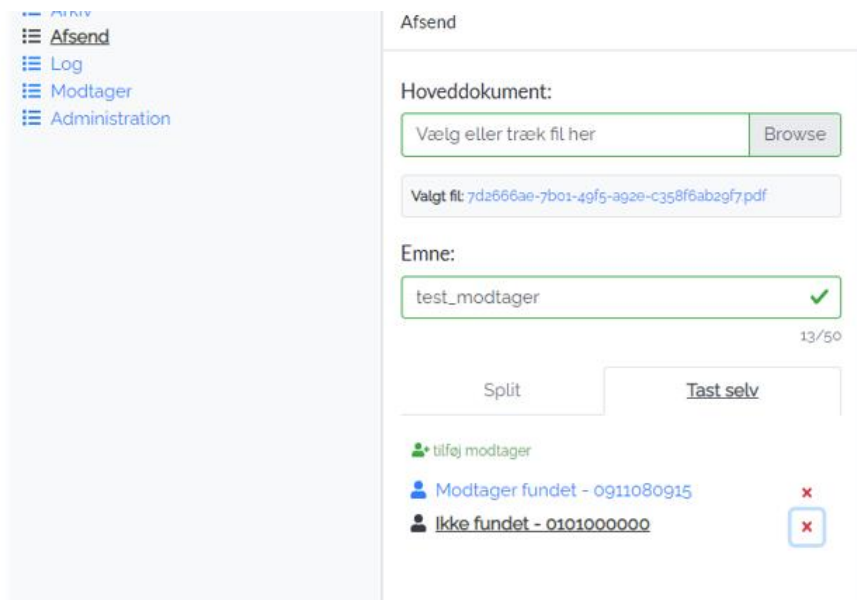 Arkiv
Afsend
Log
Modtager
Administration
Afsend
Hoveddokument:
Vælg eller træk fil her
Browse
Valgt fil: 7d2666ae-7b01-49f5-a92e-c358f6ab29f7.pdf
Emne:
test_modtager
13/50
Split
Tast selv
tilføj modtager
Modtager fundet - 0911080915
Ikke fundet - 0101000000